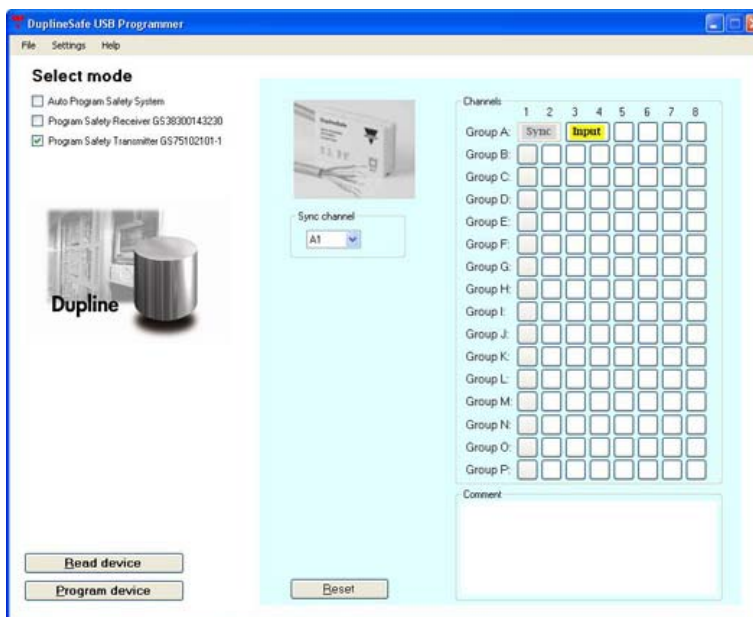 DuplineSafe USB Programmer
File Settings Help
Select mode
Auto Program Safety System
Program Safety Receiver GS38300143230
Program Safety Transmitter GS75102101-1
Dupline
Read device
Program device
DuplineSafe
Sync channel
A1
Reset
Channels
1 2 3 4 5 6 7 8
Group A: Sync Input
Group B:
Group C:
Group D:
Group E:
Group F:
Group G:
Group H:
Group I:
Group J:
Group K:
Group L:
Group M:
Group N:
Group O:
Group P:
Comment